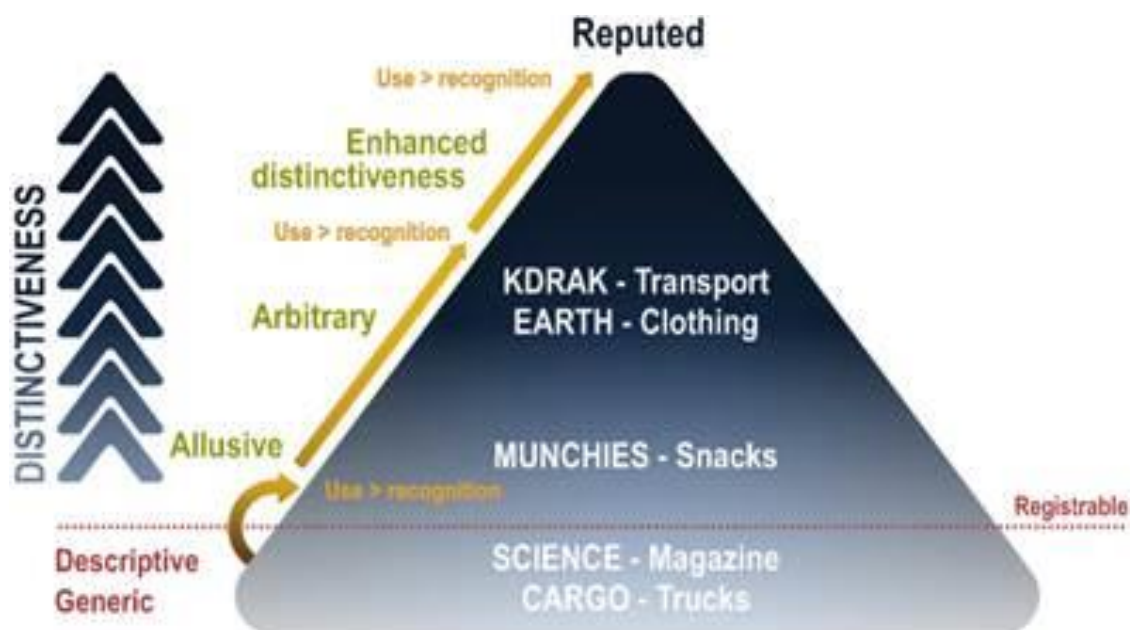 Reputed
Use > recognition
Enhanced
distinctiveness
Use > recognition
Arbitrary
KDRAK - Transport
EARTH - Clothing
DISTINCTIVENESS
Allusive
MUNCHIES - Snacks
Use > recognition
Registrable
Descriptive
Generic
SCIENCE - Magazine
CARGO - Trucks